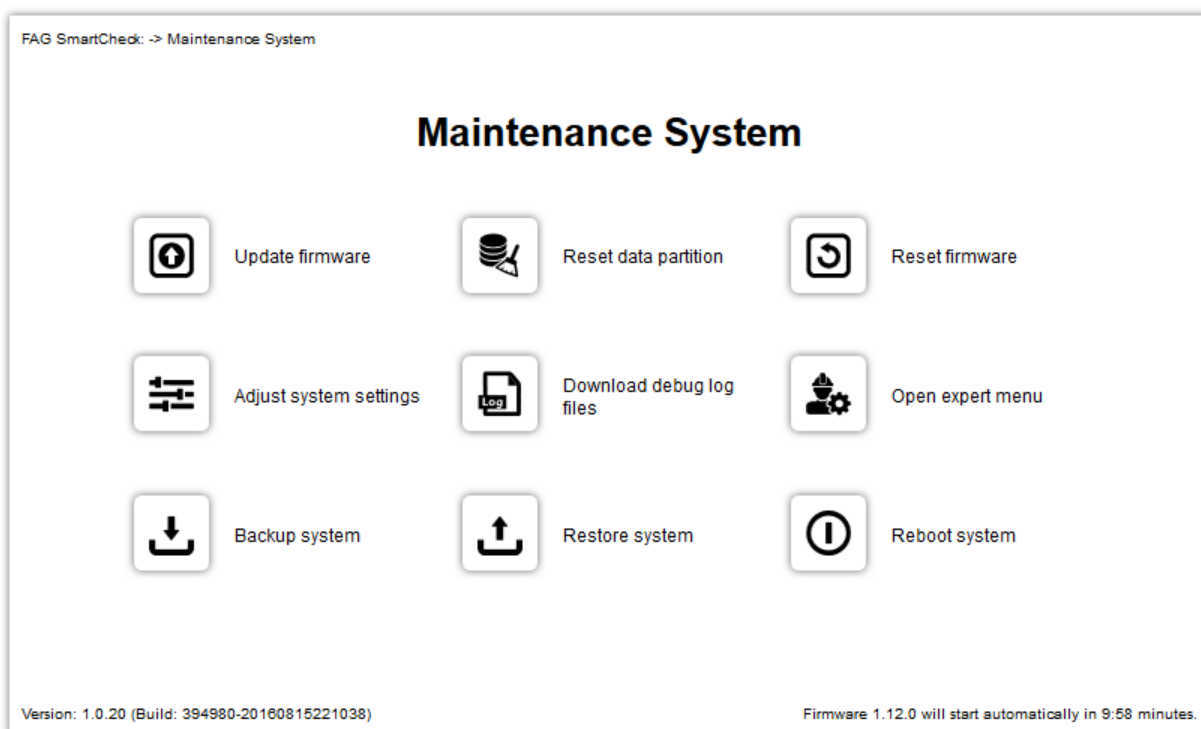 FAG SmartCheck: -> Maintenance System
Maintenance System
Update firmware
Reset data partition
Reset firmware
Adjust system settings
Download debug log
files
Log
Open expert menu
Backup system
Restore system
Reboot system
Version: 1.0.20 (Build: 394980-20160815221038)
Firmware 1.12.0 will start automatically in 9:58 minutes.